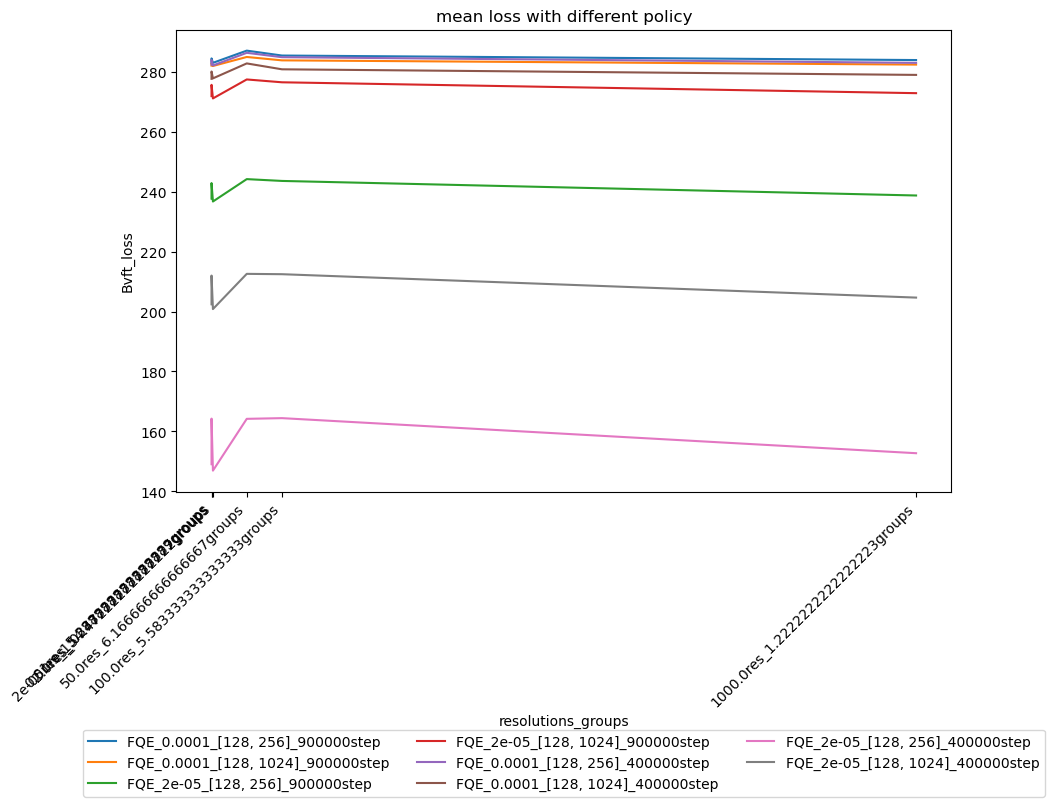 mean loss with different policy
Bvft_loss
280
260
240
220
200
180
160
140
50.0res_6.166666666666667groups
100.0res_5.583333333333333groups
1000.0res_1.2222222222222223groups
resolutions_groups
FQE_0.0001_[128, 256]_900000step
FQE_0.0001_[128, 1024]_900000step
FQE_2e-05_[128, 256]_900000step
FQE_2e-05_[128, 1024]_900000step
FQE_0.0001_[128, 256]_400000step
FQE_0.0001_[128, 1024]_400000step
FQE_2e-05_[128, 256]_400000step
FQE_2e-05_[128, 1024]_400000step